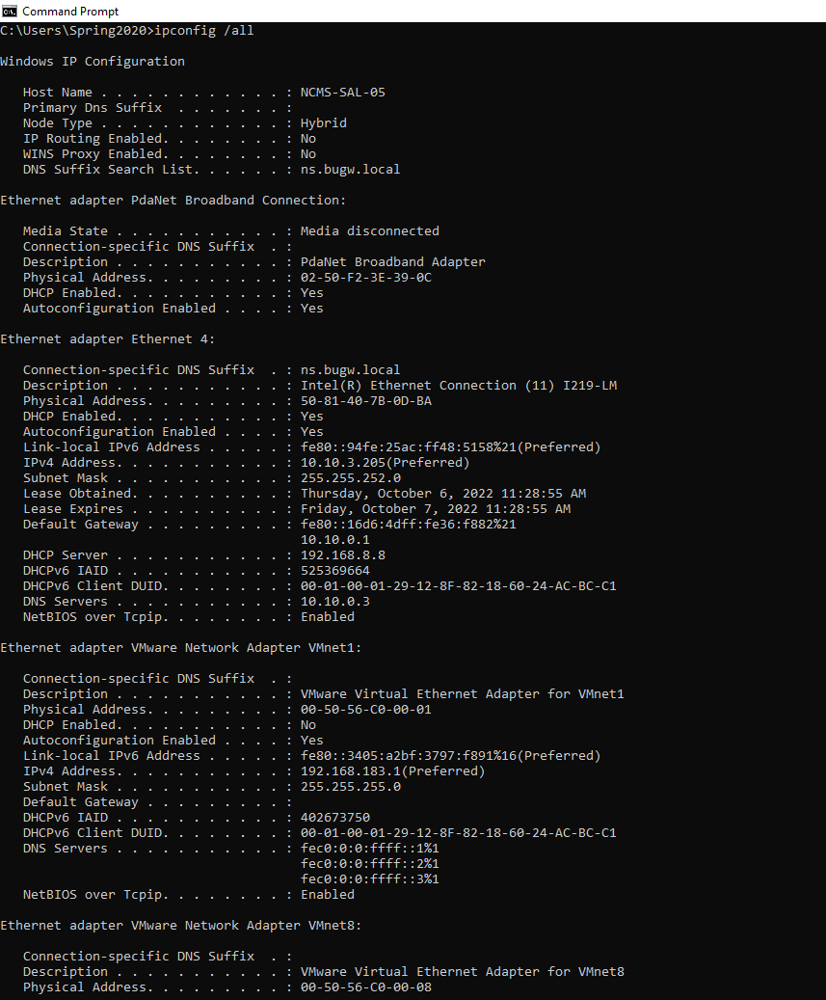 Command Prompt
C:\Users\Spring2020>ipconfig /all
Windows IP Configuration
   Host Name . . . . . . . . . . . . : NCMS-SAL-05
   Primary Dns Suffix  . . . . . . . :
   Node Type . . . . . . . . . . . . : Hybrid
   IP Routing Enabled. . . . . . . . : No
   WINS Proxy Enabled. . . . . . . . : No
   DNS Suffix Search List. . . . . . : ns.bugw.local
Ethernet adapter PdaNet Broadband Connection:
   Media State . . . . . . . . . . . : Media disconnected
   Connection-specific DNS Suffix  . :
   Description . . . . . . . . . . . : PdaNet Broadband Adapter
   Physical Address. . . . . . . . . : 02-50-F2-3E-39-0C
   DHCP Enabled. . . . . . . . . . . : Yes
   Autoconfiguration Enabled . . . . : Yes
Ethernet adapter Ethernet 4:
   Connection-specific DNS Suffix  . : ns.bugw.local
   Description . . . . . . . . . . . : Intel(R) Ethernet Connection (11) I219-LM
   Physical Address. . . . . . . . . : 50-81-40-7B-0D-BA
   DHCP Enabled. . . . . . . . . . . : Yes
   Autoconfiguration Enabled . . . . : Yes
   Link-local IPv6 Address . . . . . : fe80::94fe:25ac:ff48:5158%21(Preferred)
   IPv4 Address. . . . . . . . . . . : 10.10.3.205(Preferred)
   Subnet Mask . . . . . . . . . . . : 255.255.252.0
   Lease Obtained. . . . . . . . . . : Thursday, October 6, 2022 11:28:55 AM
   Lease Expires . . . . . . . . . . : Friday, October 7, 2022 11:28:55 AM
   Default Gateway . . . . . . . . . : fe80::16d6:4dff:fe36:f882%21
                                       10.10.0.1
   DHCP Server . . . . . . . . . . . : 192.168.8.8
   DHCPv6 IAID . . . . . . . . . . . : 525369664
   DHCPv6 Client DUID. . . . . . . . : 00-01-00-01-29-12-8F-82-18-60-24-AC-BC-C1
   DNS Servers . . . . . . . . . . . : 10.10.0.3
   NetBIOS over Tcpip. . . . . . . . : Enabled
Ethernet adapter VMware Network Adapter VMnet1:
   Connection-specific DNS Suffix  . :
   Description . . . . . . . . . . . : VMware Virtual Ethernet Adapter for VMnet1
   Physical Address. . . . . . . . . : 00-50-56-C0-00-01
   DHCP Enabled. . . . . . . . . . . : No
   Autoconfiguration Enabled . . . . : Yes
   Link-local IPv6 Address . . . . . : fe80::3405:a2bf:3797:f891%16(Preferred)
   IPv4 Address. . . . . . . . . . . : 192.168.183.1(Preferred)
   Subnet Mask . . . . . . . . . . . : 255.255.255.0
   Default Gateway . . . . . . . . . :
   DHCPv6 IAID . . . . . . . . . . . : 402673750
   DHCPv6 Client DUID. . . . . . . . : 00-01-00-01-29-12-8F-82-18-60-24-AC-BC-C1
   DNS Servers . . . . . . . . . . . : fec0:0:0:ffff::1%1
                                       fec0:0:0:ffff::2%1
                                       fec0:0:0:ffff::3%1
   NetBIOS over Tcpip. . . . . . . . : Enabled
Ethernet adapter VMware Network Adapter VMnet8:
   Connection-specific DNS Suffix  . :
   Description . . . . . . . . . . . : VMware Virtual Ethernet Adapter for VMnet8
   Physical Address. . . . . . . . . : 00-50-56-C0-00-08